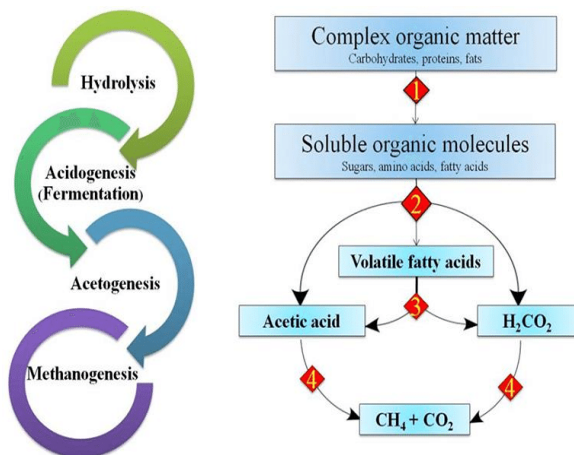 Hydrolysis
Acidogenesis
(Fermentation)
Acetogenesis
Methanogenesis
Complex organic matter
Carbohydrates, proteins, fats
1
Soluble organic molecules
Sugars, amino acids, fatty acids
2
Volatile fatty acids
3
Acetic acid
H₂CO₂
4
4
CH₄ + CO₂